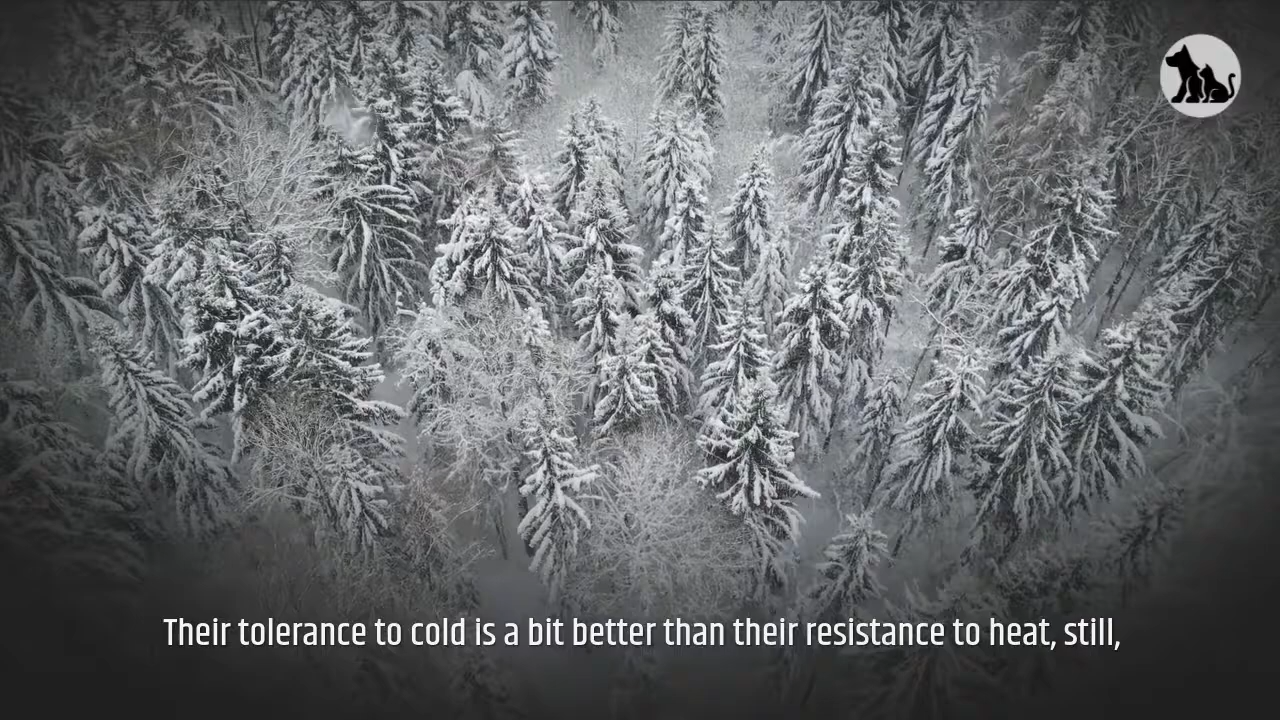 Their tolerance to cold is a bit better than their resistance to heat, still,